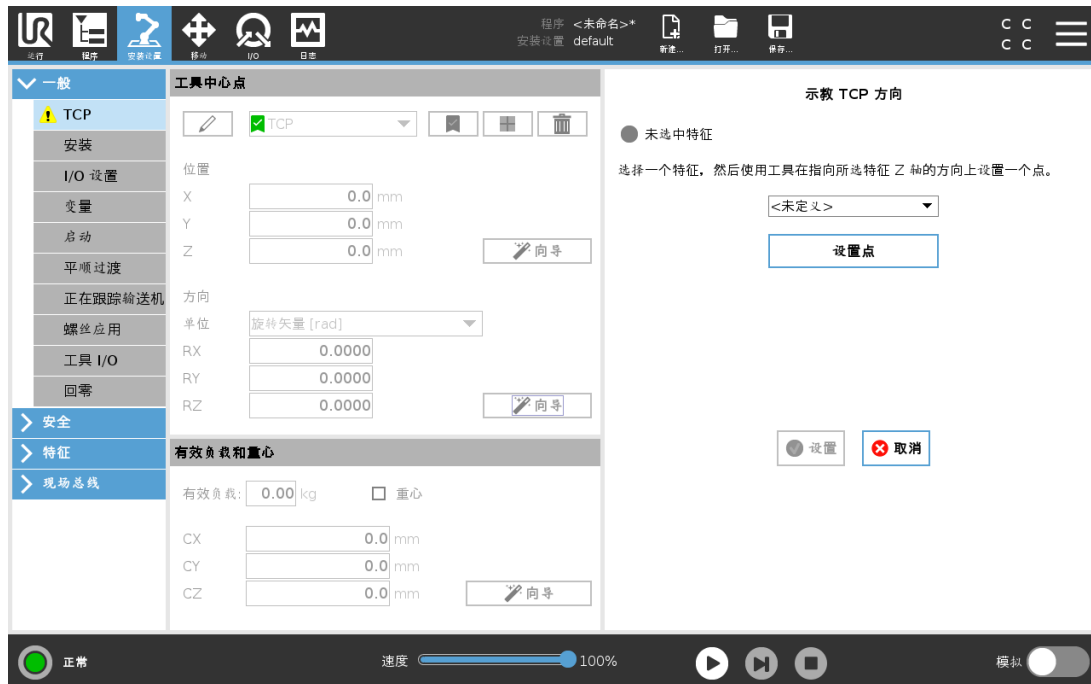 UR
运行
程序
安装设置
移动
I/O
日志
程序 <未命名>*
安装设置 default
新建...
打开...
保存...
C C
C C
一般
TCP
安装
I/O 设置
变量
启动
平顺过渡
正在跟踪输送机
螺丝应用
工具 I/O
回零
安全
特征
现场总线
工具中心点
TCP
位置
X 0.0 mm
Y 0.0 mm
Z 0.0 mm
向导
方向
单位 旋转矢量 [rad]
RX 0.0000
RY 0.0000
RZ 0.0000
向导
有效负载和重心
有效负载: 0.00 kg 重心
CX 0.0 mm
CY 0.0 mm
CZ 0.0 mm
向导
示教 TCP 方向
未选中特征
选择一个特征，然后使用工具在指向所选特征 Z 轴的方向上设置一个点。
<未定义>
设置点
设置
取消
正常
速度 100%
模拟